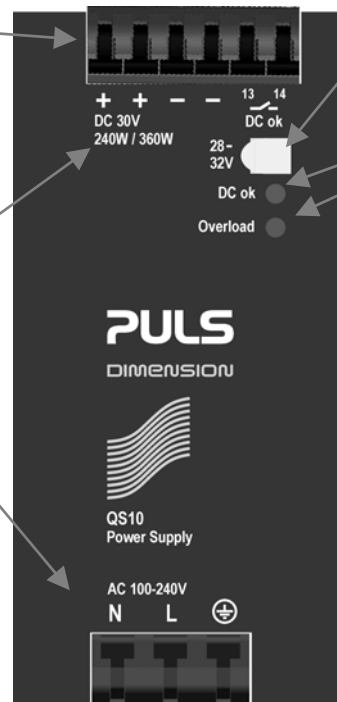 + + – – 13 14
DC 30V
DC ok
240W / 360W
28–
32V
DC ok
Overload
PULS
DIMENSION
QS10
Power Supply
AC 100-240V
N L